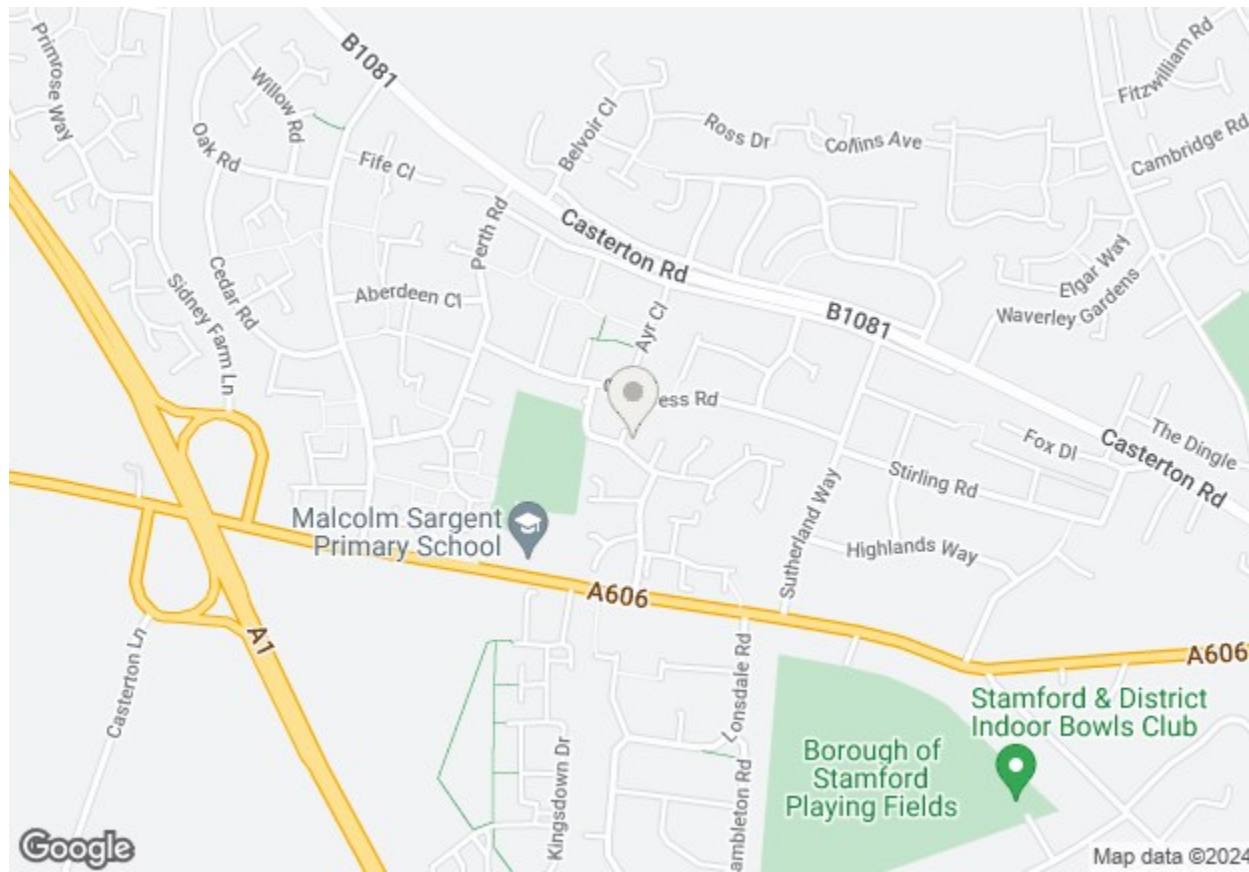 Primrose Way
B1081
Fitzwilliam Rd
Willow Rd
Belvoir Cl
Ross Dr
Collins Ave
Cambridge Rd
Oak Rd
Fife Cl
Perth Rd
Casterton Rd
Elgar Way
Sidney Farm Ln
Cedar Rd
Aberdeen Cl
Ayr Cl
B1081
Waverley Gardens
ess Rd
Fox Dl
The Dingle
Casterton Rd
Stirling Rd
Malcolm Sargent
Primary School
Sutherland Way
Highlands Way
A606
A1
Casterton Ln
A606
Lonsdale Rd
Stamford & District
Indoor Bowls Club
Kingsdown Dr
ambleton Rd
Borough of
Stamford
Playing Fields
Google
Map data ©2024